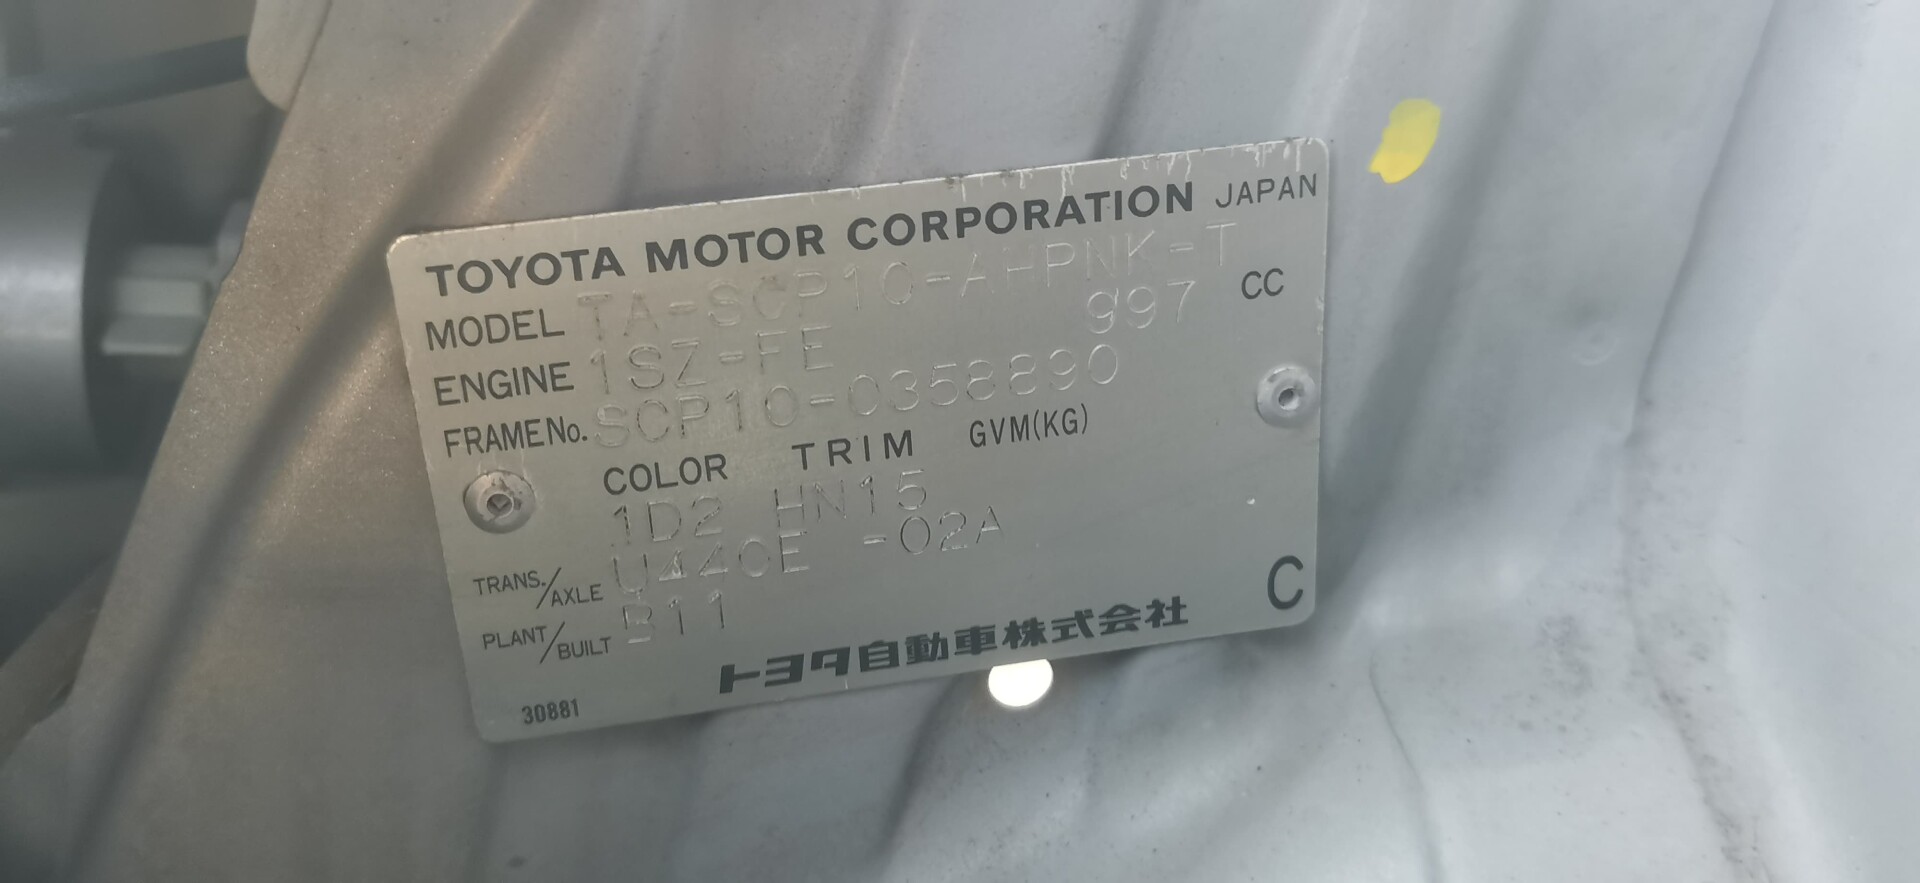 TOYOTA MOTOR CORPORATION JAPAN
MODEL TA-SCP10-AHPNK-T
ENGINE 1SZ-FE 997 CC
FRAME No. SCP10-0358890
COLOR TRIM GVM(KG)
1D2 HN15
TRANS./AXLE U440E -02A
PLANT/BUILT B11
C
トヨタ自動車株式会社
30881